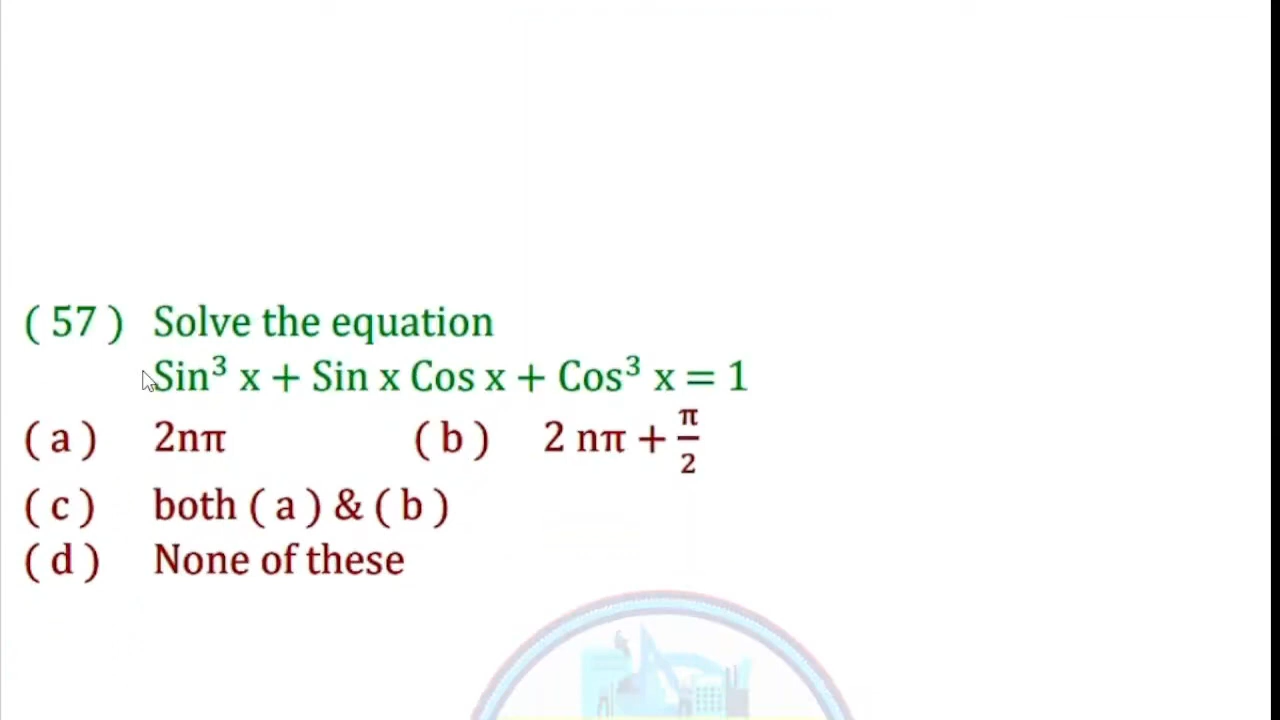 ( 57 ) Solve the equation
Sin³ x + Sin x Cos x + Cos³ x = 1
( a ) 2nπ ( b ) 2 nπ + π/2
( c ) both ( a ) & ( b )
( d ) None of these